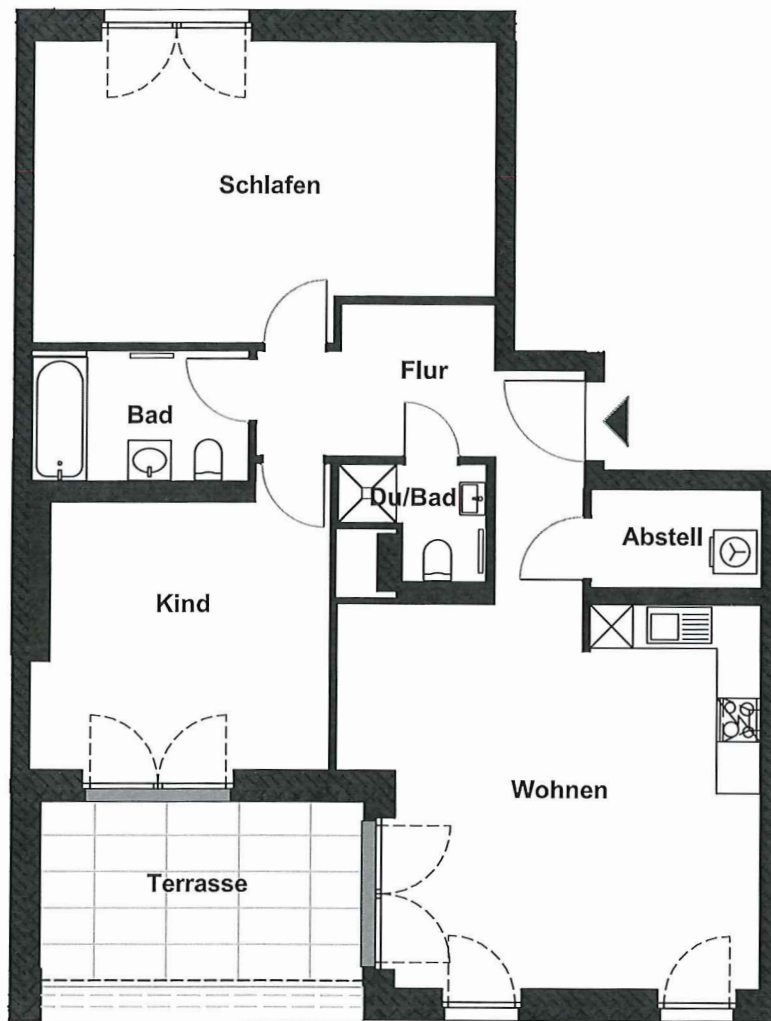 Schlafen
Flur
Bad
Du/Bad
Abstell
Kind
Wohnen
Terrasse